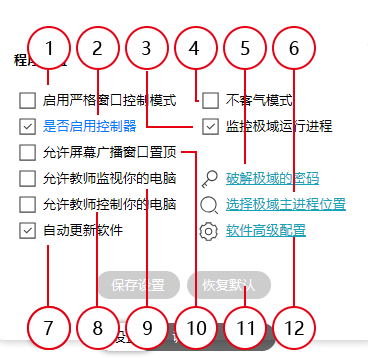 1 2 3 4 5 6
程
启用严格窗口控制模式 不客气模式
是否启用控制器 监控极域运行进程
允许屏幕广播窗口置顶
允许教师监视你的电脑 破解极域的密码
允许教师控制你的电脑 选择极域主进程位置
自动更新软件 软件高级配置
保存设置 恢复默认
7 8 9 10 11 12